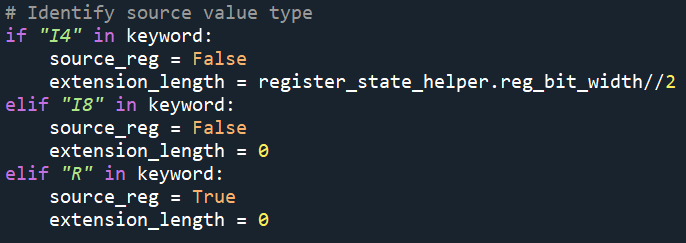 # Identify source value type
if "I4" in keyword:
    source_reg = False
    extension_length = register_state_helper.reg_bit_width//2
elif "I8" in keyword:
    source_reg = False
    extension_length = 0
elif "R" in keyword:
    source_reg = True
    extension_length = 0